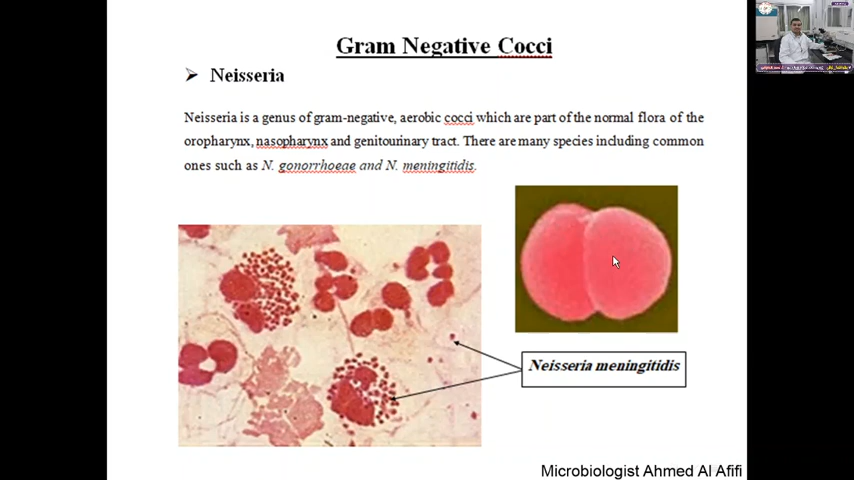 Gram Negative Cocci
➢ Neisseria
Neisseria is a genus of gram-negative, aerobic cocci which are part of the normal flora of the
oropharynx, nasopharynx and genitourinary tract. There are many species including common
ones such as N. gonorrhoeae and N. meningitidis.
Neisseria meningitidis
Microbiologist Ahmed Al Afifi